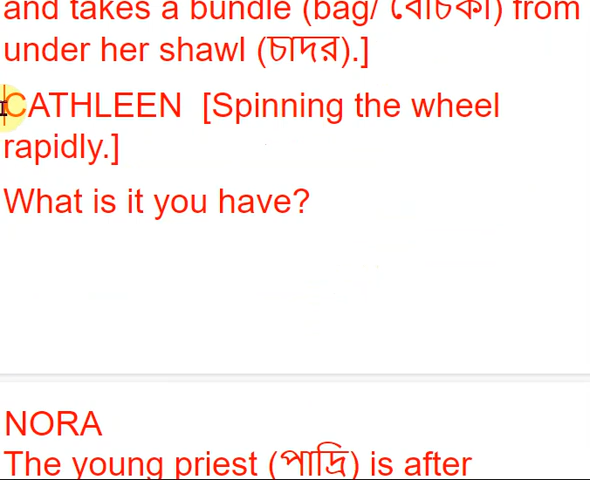 and takes a bundle (bag/ বোচকা) from
under her shawl (চাদর).]
CATHLEEN [Spinning the wheel
rapidly.]
What is it you have?
NORA
The young priest (পাদ্রি) is after